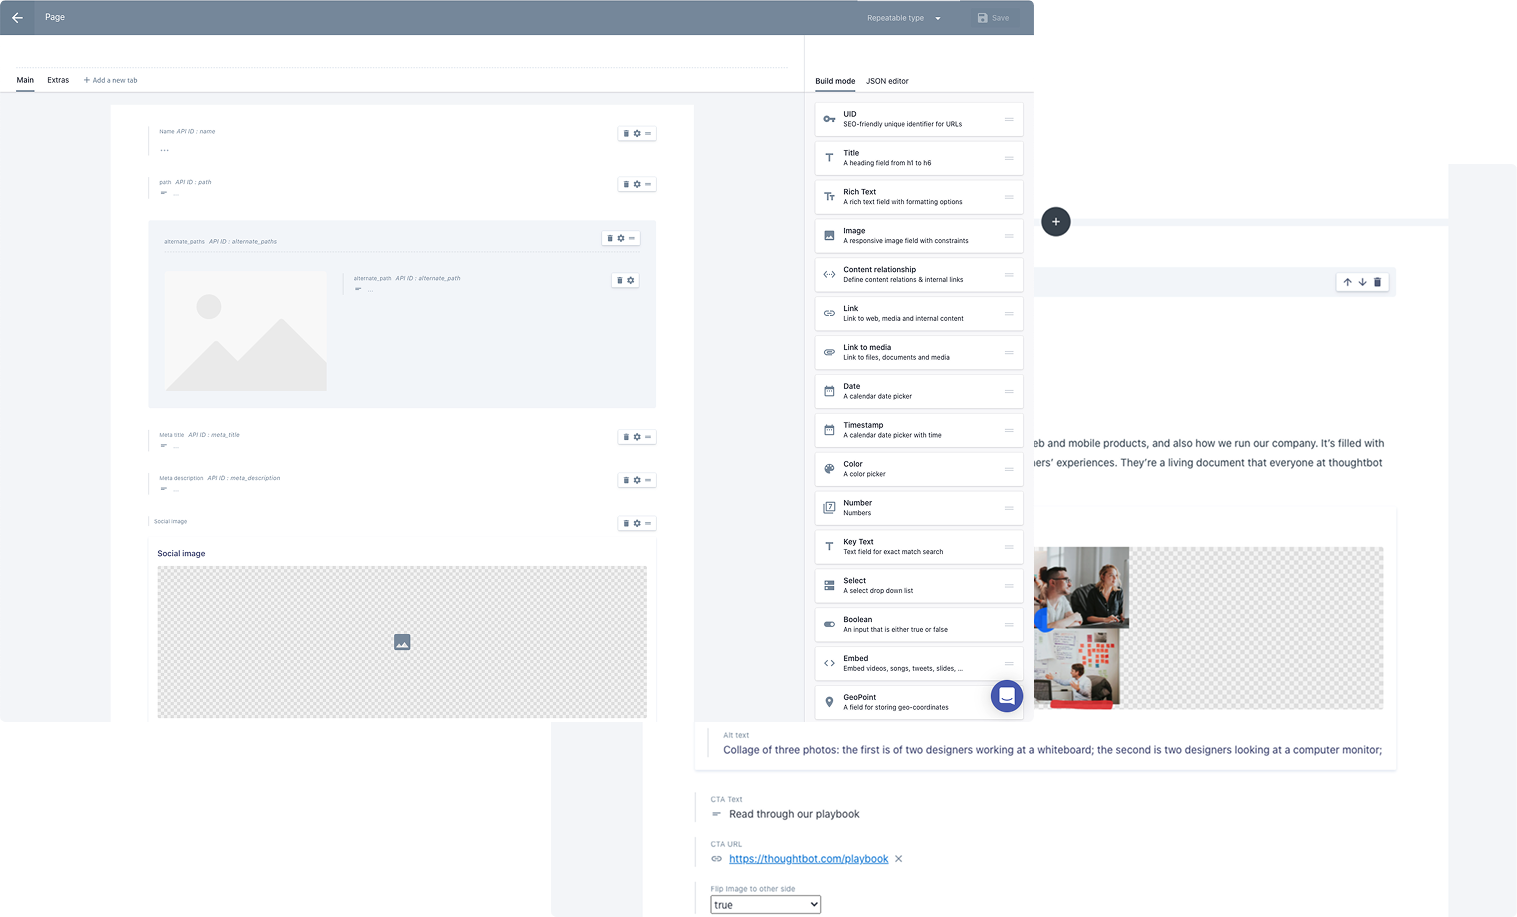 Page
Repeatable type
Save
Main
Extras
+ Add a new tab
Name API ID : name
...
path API ID : path
...
alternate_paths API ID : alternate_paths
alternate_path API ID : alternate_path
...
Meta title API ID : meta_title
...
Meta description API ID : meta_description
...
Social image
Social image
Build mode
JSON editor
UID
SEO-friendly unique identifier for URLs
Title
A heading field from h1 to h6
Rich Text
A rich text field with formatting options
Image
A responsive image field with constraints
Content relationship
Define content relations & internal links
Link
Link to web, media and internal content
Link to media
Link to files, documents and media
Date
A calendar date picker
Timestamp
A calendar date picker with time
Color
A color picker
Number
Numbers
Key Text
Text field for exact match search
Select
A select drop down list
Boolean
An input that is either true or false
Embed
Embed videos, songs, tweets, slides, ...
GeoPoint
A field for storing geo-coordinates
eb and mobile products, and also how we run our company. It's filled with
ers' experiences. They're a living document that everyone at thoughtbot
Alt text
Collage of three photos: the first is of two designers working at a whiteboard; the second is two designers looking at a computer monitor;
CTA Text
Read through our playbook
CTA URL
https://thoughtbot.com/playbook
Flip image to other side
true